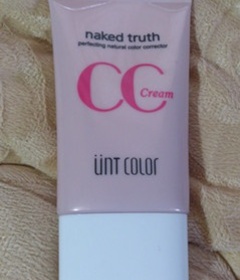 naked truth
perfecting natural color corrector
CC
Cream
ünt color